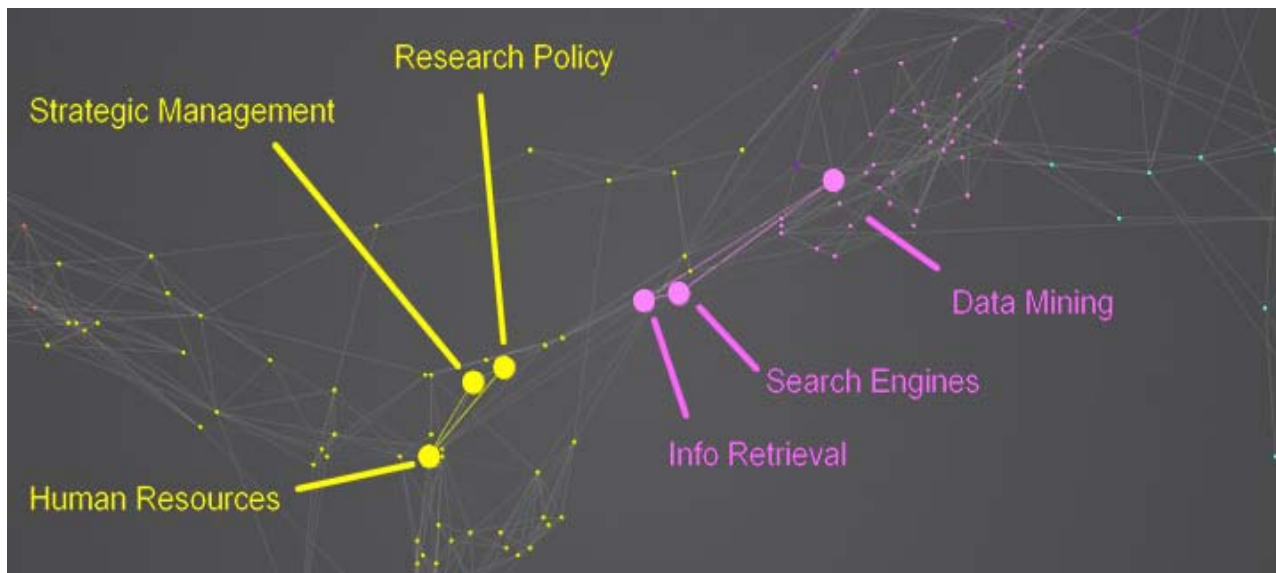 Research Policy
Strategic Management
Data Mining
Search Engines
Info Retrieval
Human Resources